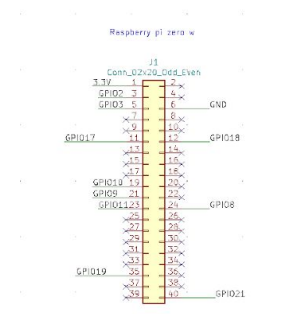 Raspberry pi zero w
J1
Conn_02x20_Odd_Even
3.3V 1 2
GPIO2 3 4
GPIO3 5 6 GND
7 8
9 10
GPIO17 11 12 GPIO18
13 14
15 16
17 18
GPIO10 19 20
GPIO9 21 22
GPIO11 23 24 GPIO8
25 26
27 28
29 30
31 32
33 34
GPIO19 35 36
37 38
39 40 GPIO21